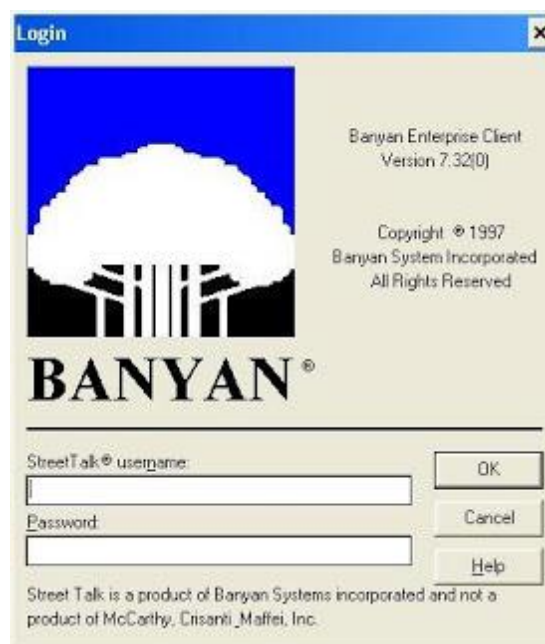 Login
Banyan Enterprise Client
Version 7.32(0)
Copyright ® 1997
Banyan System Incorporated
All Rights Reserved
BANYAN®
StreetTalk® username:
OK
Password:
Cancel
Help
Street Talk is a product of Banyan Systems incorporated and not a
product of McCarthy, Crisanti_Maffei, Inc.